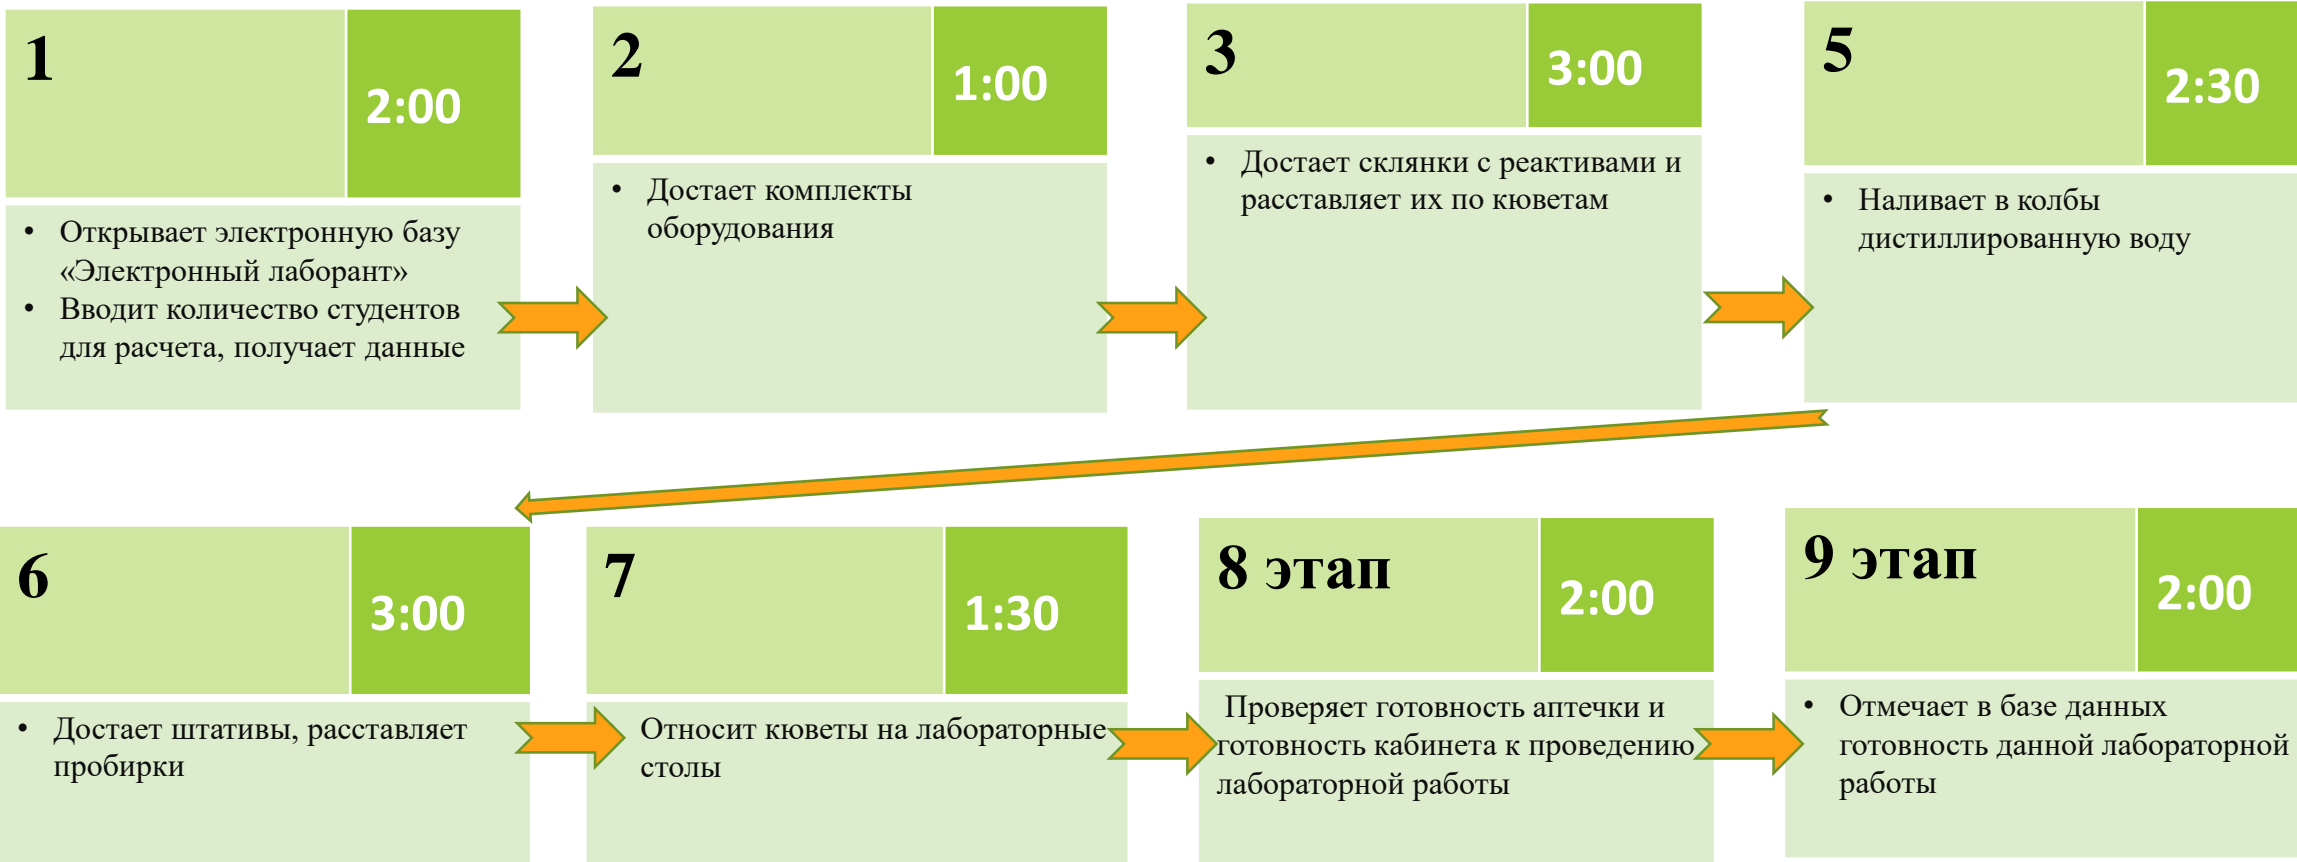 1
2:00
• Открывает электронную базу
«Электронный лаборант»
• Вводит количество студентов
для расчета, получает данные
2
1:00
• Достает комплекты
оборудования
3
3:00
• Достает склянки с реактивами и
расставляет их по кюветам
5
2:30
• Наливает в колбы
дистиллированную воду
6
3:00
• Достает штативы, расставляет
пробирки
7
1:30
Относит кюветы на лабораторные
столы
8 этап
2:00
Проверяет готовность аптечки и
готовность кабинета к проведению
лабораторной работы
9 этап
2:00
• Отмечает в базе данных
готовность данной лабораторной
работы